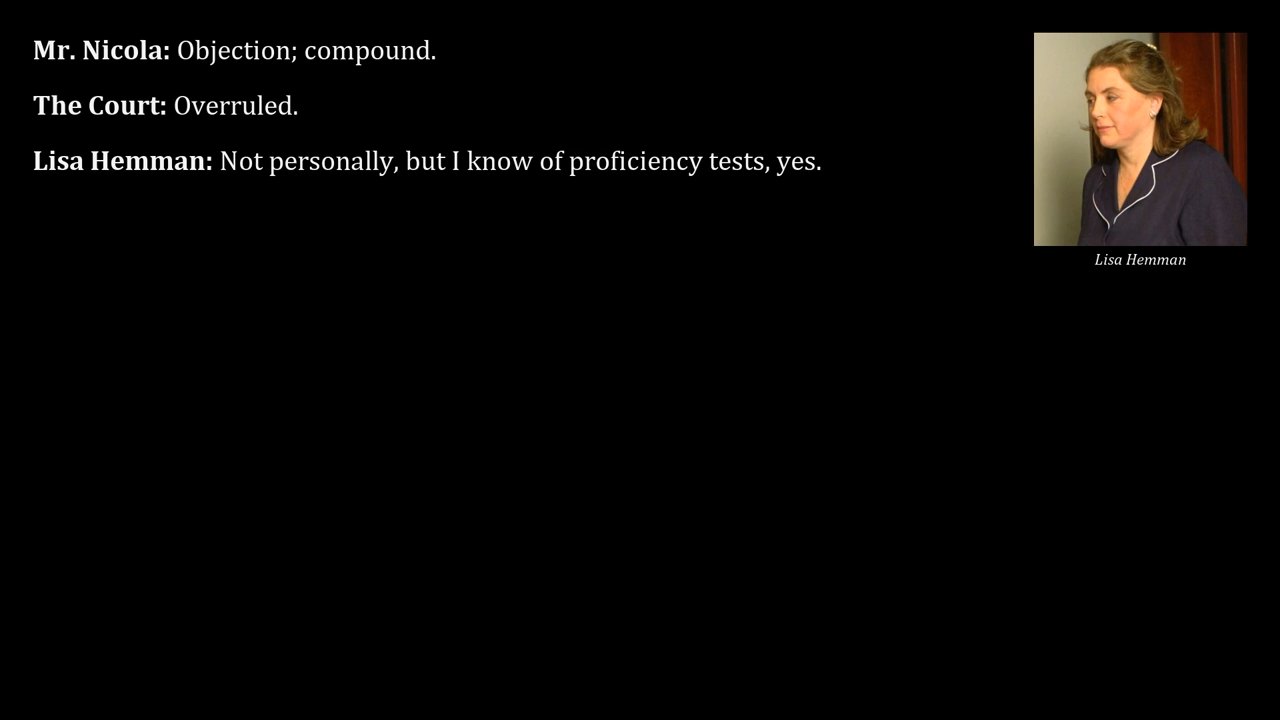 Mr. Nicola: Objection; compound.
The Court: Overruled.
Lisa Hemman: Not personally, but I know of proficiency tests, yes.
Lisa Hemman